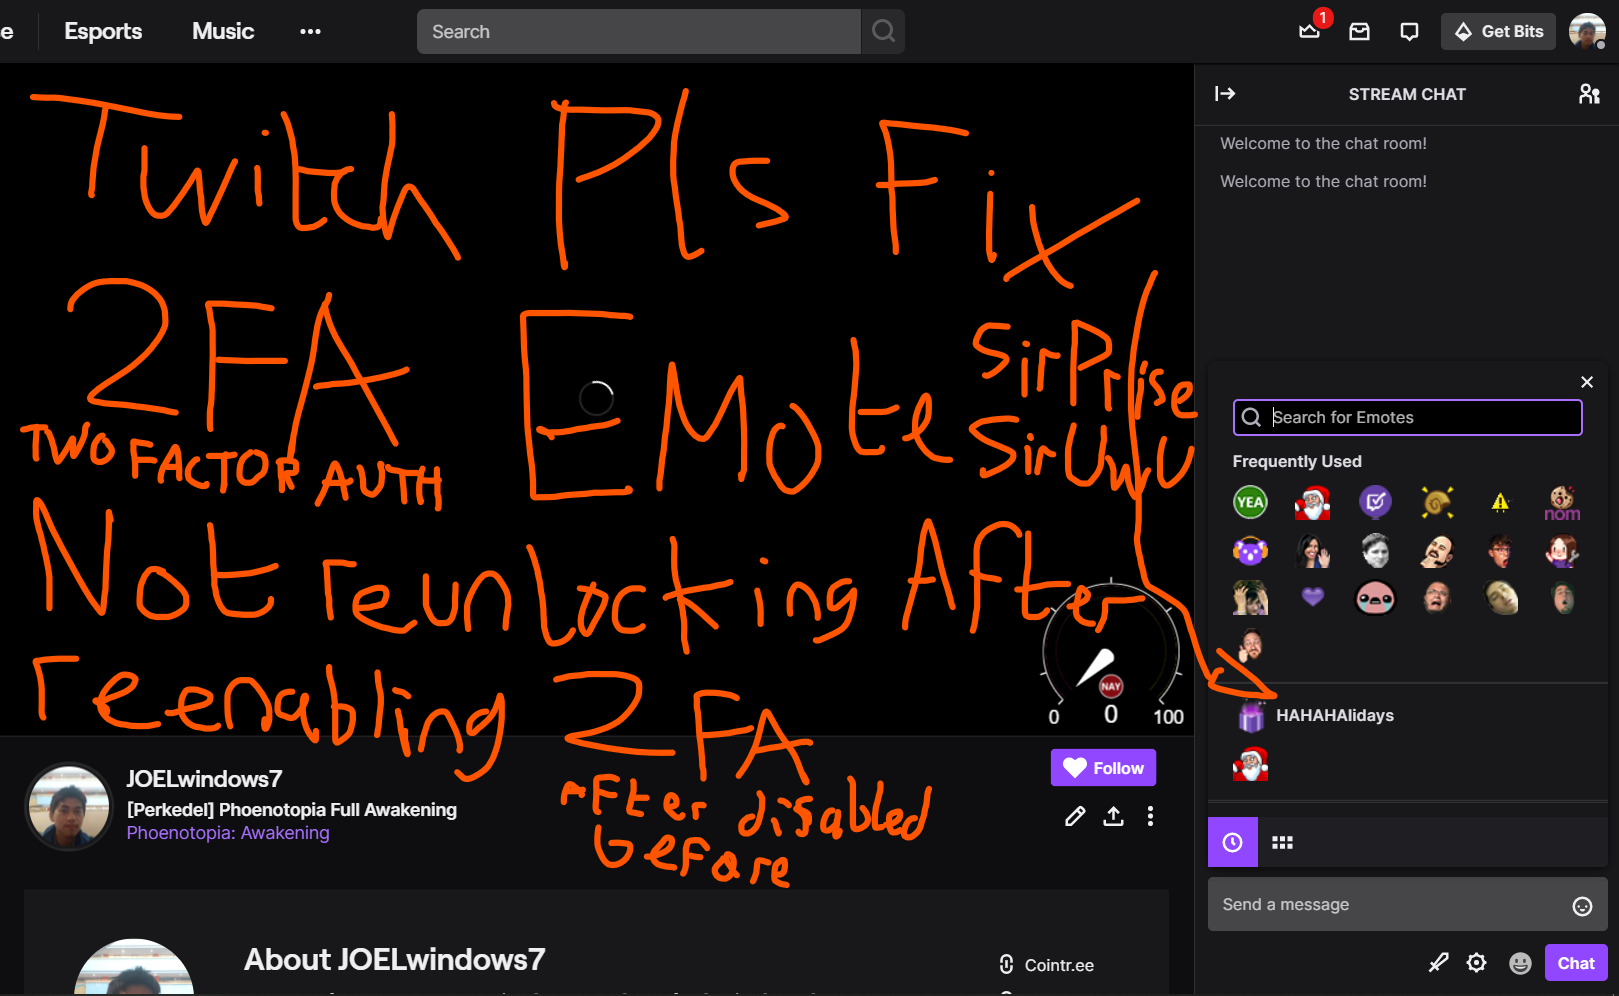 e
Esports
Music
Search
1
Get Bits
STREAM CHAT
Welcome to the chat room!
Welcome to the chat room!
Twitch Pls Fix
2FA EMote SirPrise
TWO FACTOR AUTH SirUwU
Not reunlocking After
reenabling 2FA
After disabled
before
NAY
0 0 100
Search for Emotes
Frequently Used
YEA
nom
HAHAHAlidays
JOELwindows7
[Perkedel] Phoenotopia Full Awakening
Phoenotopia: Awakening
Follow
Send a message
Chat
About JOELwindows7
Cointr.ee